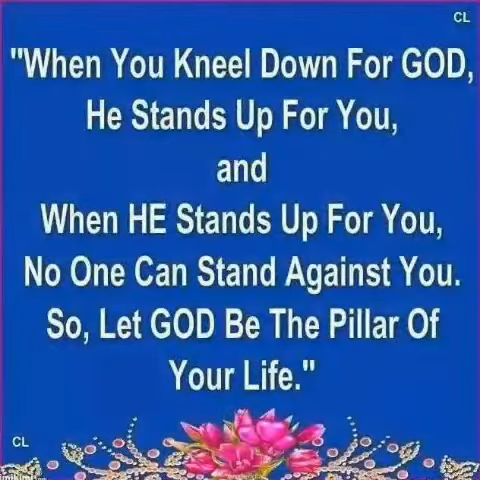 CL
"When You Kneel Down For GOD,
He Stands Up For You,
and
When HE Stands Up For You,
No One Can Stand Against You.
So, Let GOD Be The Pillar Of
Your Life."
CL